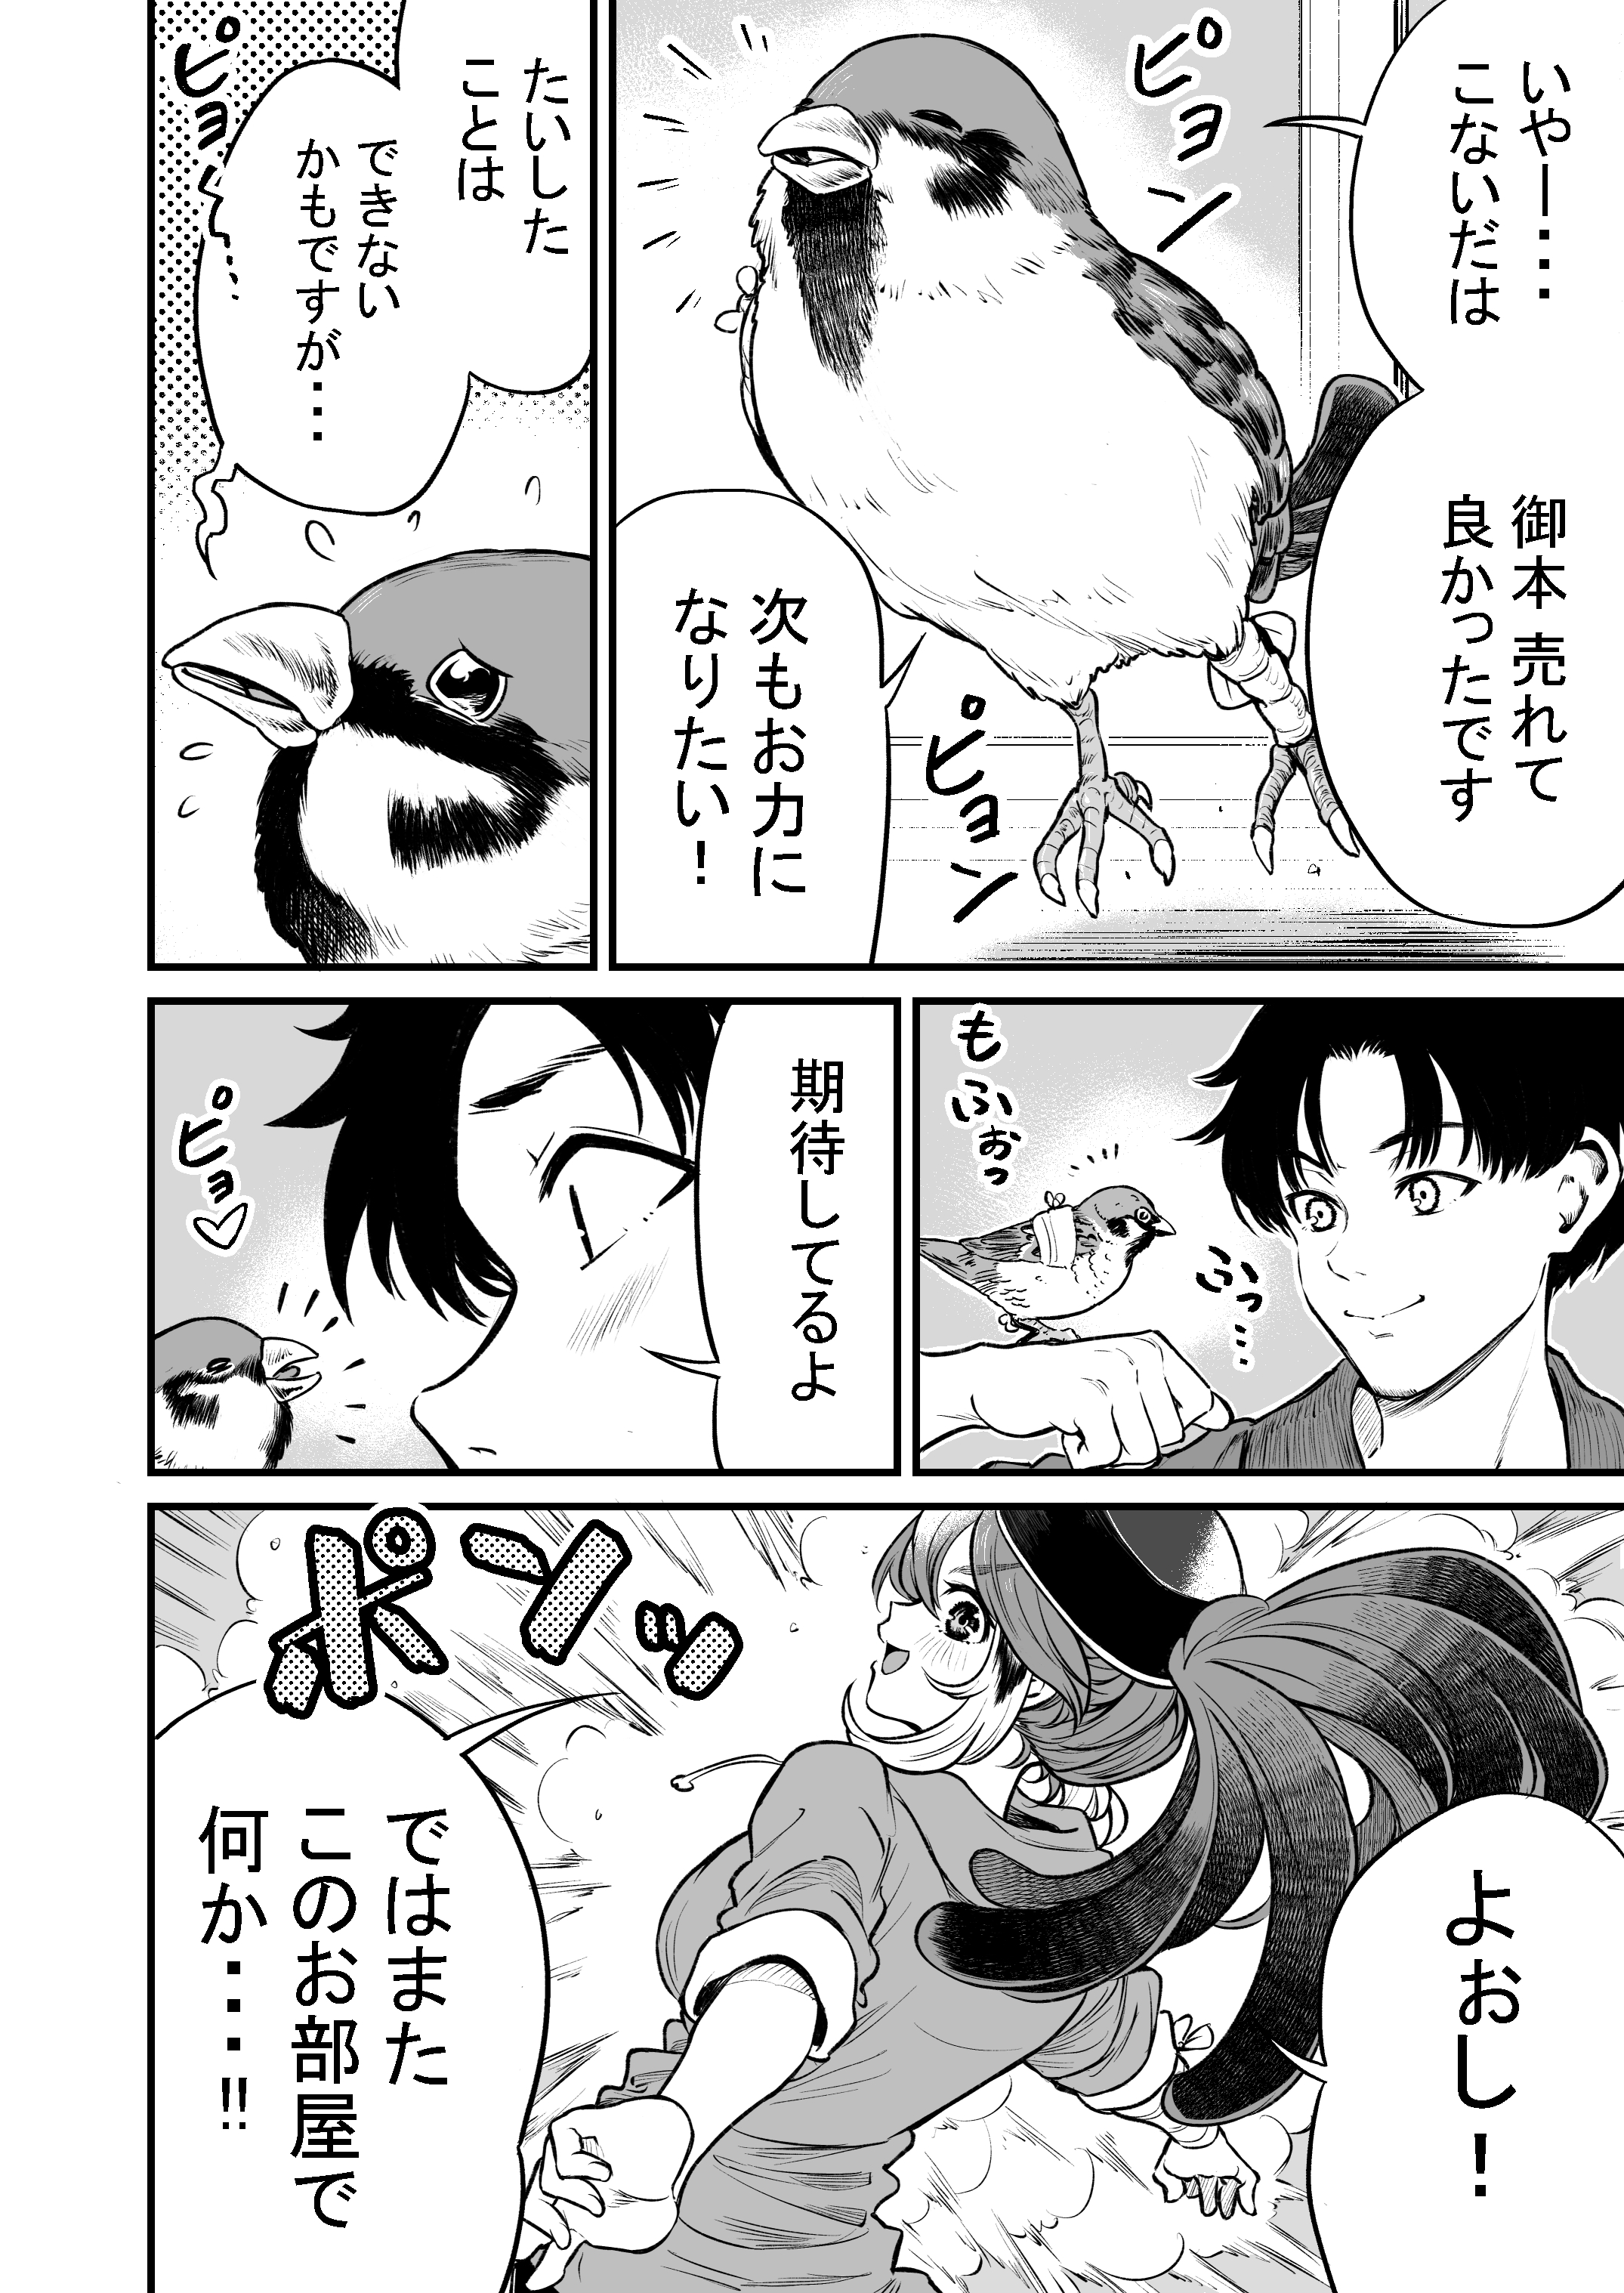 いやー・・・
こないだは
御本 売れて
良かったです
ピョン
次もお力に
なりたい！
ピョン
たいした
ことは
できない
かもですが・・・
ピョ〜…
もふぉっ
ふっ…
期待してるよ
ピョ♡
よぉし！
ポンッ
ではまた
このお部屋で
何か・・・!!